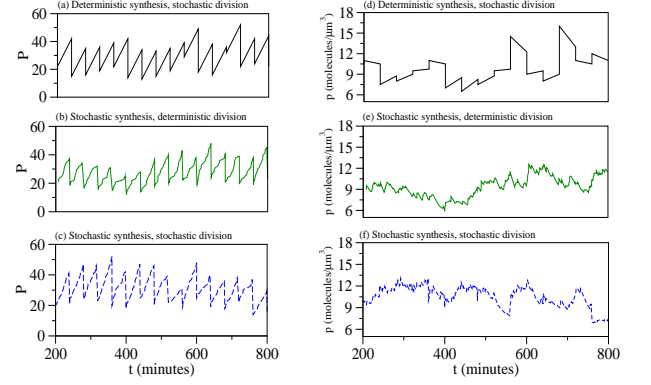 (a) Deterministic synthesis, stochastic division
60
40
20
0
P
(b) Stochastic synthesis, deterministic division
60
40
20
0
P
(c) Stochastic synthesis, stochastic division
60
40
20
0
P
200 400 600 800
t (minutes)
(d) Deterministic synthesis, stochastic division
18
15
12
9
6
p (molecules/μm³)
(e) Stochastic synthesis, deterministic division
18
15
12
9
6
p (molecules/μm³)
(f) Stochastic synthesis, stochastic division
18
15
12
9
6
p (molecules/μm³)
200 400 600 800
t (minutes)